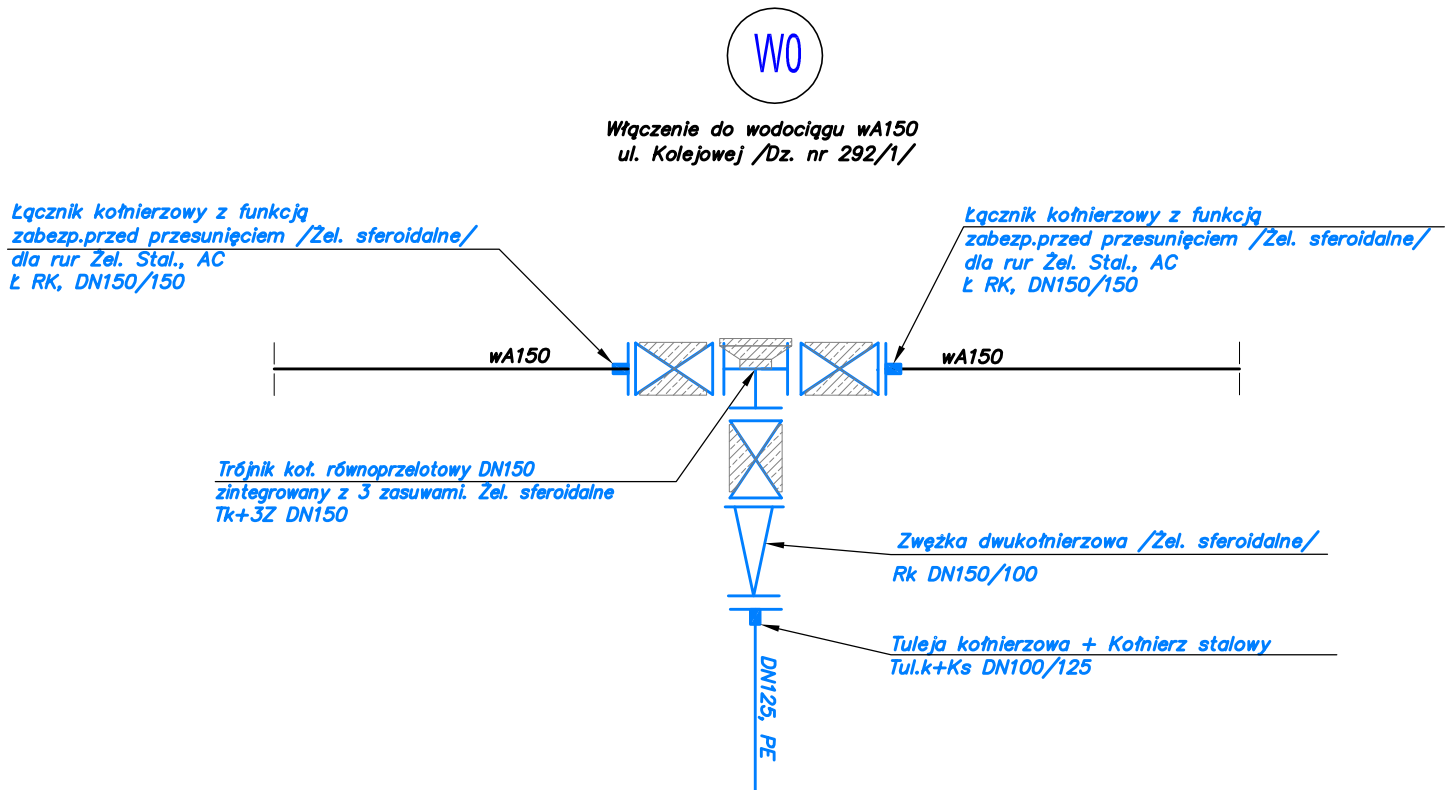 W0
Włączenie do wodociągu wA150
ul. Kolejowej /Dz. nr 292/1/
Łącznik kołnierzowy z funkcją
zabezp.przed przesunięciem /Żel. sferoidalne/
dla rur Żel. Stal., AC
Ł RK, DN150/150
Łącznik kołnierzowy z funkcją
zabezp.przed przesunięciem /Żel. sferoidalne/
dla rur Żel. Stal., AC
Ł RK, DN150/150
wA150
wA150
Trójnik koł. równoprzelotowy DN150
zintegrowany z 3 zasuwami. Żel. sferoidalne
Tk+3Z DN150
Zwężka dwukołnierzowa /Żel. sferoidalne/
Rk DN150/100
Tuleja kołnierzowa + Kołnierz stalowy
Tul.k+Ks DN100/125
DN125, PE